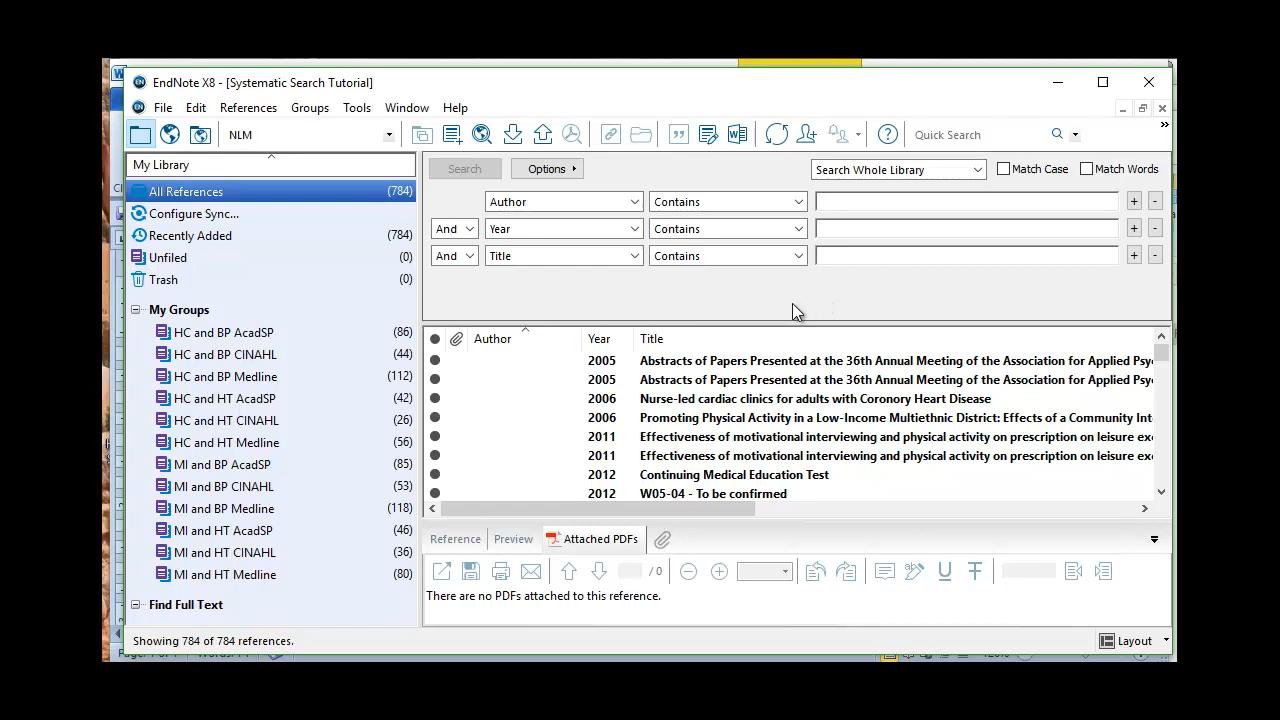 EndNote X8 - [Systematic Search Tutorial]
File Edit References Groups Tools Window Help
NLM
Quick Search
My Library
All References (784)
Configure Sync...
Recently Added (784)
Unfiled (0)
Trash (0)
My Groups
HC and BP AcadSP (86)
HC and BP CINAHL (44)
HC and BP Medline (112)
HC and HT AcadSP (42)
HC and HT CINAHL (26)
HC and HT Medline (56)
MI and BP AcadSP (85)
MI and BP CINAHL (53)
MI and BP Medline (118)
MI and HT AcadSP (46)
MI and HT CINAHL (36)
MI and HT Medline (80)
Find Full Text
Search Options Search Whole Library Match Case Match Words
Author Contains + -
And Year Contains + -
And Title Contains + -
Author Year Title
2005 Abstracts of Papers Presented at the 36th Annual Meeting of the Association for Applied Psy
2005 Abstracts of Papers Presented at the 36th Annual Meeting of the Association for Applied Psy
2006 Nurse-led cardiac clinics for adults with Coronory Heart Disease
2006 Promoting Physical Activity in a Low-Income Multiethnic District: Effects of a Community Int
2011 Effectiveness of motivational interviewing and physical activity on prescription on leisure exe
2011 Effectiveness of motivational interviewing and physical activity on prescription on leisure exe
2012 Continuing Medical Education Test
2012 W05-04 - To be confirmed
Reference Preview Attached PDFs
/ 0
There are no PDFs attached to this reference.
Showing 784 of 784 references.
Layout